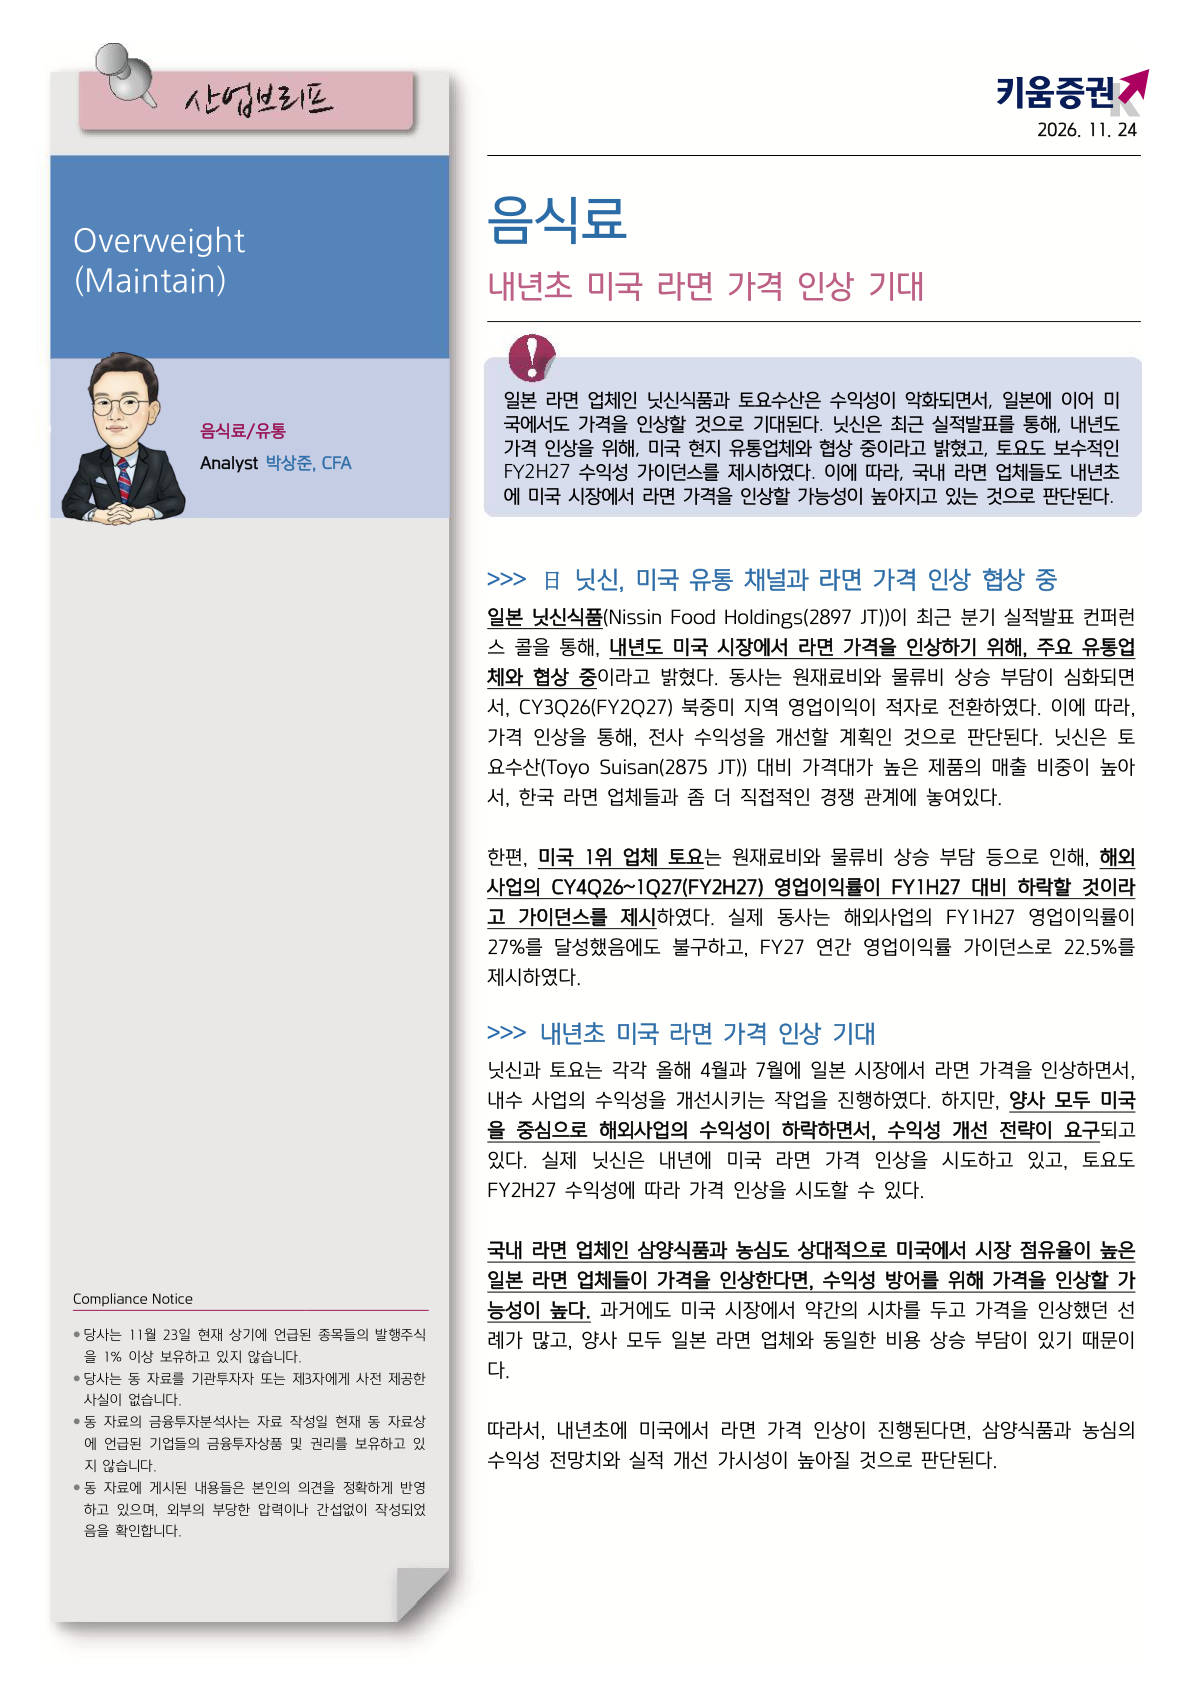 산업브리프
키움증권
2026. 11. 24
Overweight
(Maintain)
음식료/유통
Analyst 박상준, CFA
음식료
내년초 미국 라면 가격 인상 기대
일본 라면 업체인 닛신식품과 토요수산은 수익성이 악화되면서, 일본에 이어 미
국에서도 가격을 인상할 것으로 기대된다. 닛신은 최근 실적발표를 통해, 내년도
가격 인상을 위해, 미국 현지 유통업체와 협상 중이라고 밝혔고, 토요도 보수적인
FY2H27 수익성 가이던스를 제시하였다. 이에 따라, 국내 라면 업체들도 내년초
에 미국 시장에서 라면 가격을 인상할 가능성이 높아지고 있는 것으로 판단된다.
>>> 日 닛신, 미국 유통 채널과 라면 가격 인상 협상 중
일본 닛신식품(Nissin Food Holdings(2897 JT))이 최근 분기 실적발표 컨퍼런
스 콜을 통해, 내년도 미국 시장에서 라면 가격을 인상하기 위해, 주요 유통업
체와 협상 중이라고 밝혔다. 동사는 원재료비와 물류비 상승 부담이 심화되면
서, CY3Q26(FY2Q27) 북중미 지역 영업이익이 적자로 전환하였다. 이에 따라,
가격 인상을 통해, 전사 수익성을 개선할 계획인 것으로 판단된다. 닛신은 토
요수산(Toyo Suisan(2875 JT)) 대비 가격대가 높은 제품의 매출 비중이 높아
서, 한국 라면 업체들과 좀 더 직접적인 경쟁 관계에 놓여있다.
한편, 미국 1위 업체 토요는 원재료비와 물류비 상승 부담 등으로 인해, 해외
사업의 CY4Q26~1Q27(FY2H27) 영업이익률이 FY1H27 대비 하락할 것이라
고 가이던스를 제시하였다. 실제 동사는 해외사업의 FY1H27 영업이익률이
27%를 달성했음에도 불구하고, FY27 연간 영업이익률 가이던스로 22.5%를
제시하였다.
>>> 내년초 미국 라면 가격 인상 기대
닛신과 토요는 각각 올해 4월과 7월에 일본 시장에서 라면 가격을 인상하면서,
내수 사업의 수익성을 개선시키는 작업을 진행하였다. 하지만, 양사 모두 미국
을 중심으로 해외사업의 수익성이 하락하면서, 수익성 개선 전략이 요구되고
있다. 실제 닛신은 내년에 미국 라면 가격 인상을 시도하고 있고, 토요도
FY2H27 수익성에 따라 가격 인상을 시도할 수 있다.
국내 라면 업체인 삼양식품과 농심도 상대적으로 미국에서 시장 점유율이 높은
일본 라면 업체들이 가격을 인상한다면, 수익성 방어를 위해 가격을 인상할 가
능성이 높다. 과거에도 미국 시장에서 약간의 시차를 두고 가격을 인상했던 선
례가 많고, 양사 모두 일본 라면 업체와 동일한 비용 상승 부담이 있기 때문이
다.
따라서, 내년초에 미국에서 라면 가격 인상이 진행된다면, 삼양식품과 농심의
수익성 전망치와 실적 개선 가시성이 높아질 것으로 판단된다.
Compliance Notice
• 당사는 11월 23일 현재 상기에 언급된 종목들의 발행주식
을 1% 이상 보유하고 있지 않습니다.
• 당사는 동 자료를 기관투자자 또는 제3자에게 사전 제공한
사실이 없습니다.
• 동 자료의 금융투자분석사는 자료 작성일 현재 동 자료상
에 언급된 기업들의 금융투자상품 및 권리를 보유하고 있
지 않습니다.
• 동 자료에 게시된 내용들은 본인의 의견을 정확하게 반영
하고 있으며, 외부의 부당한 압력이나 간섭없이 작성되었
음을 확인합니다.